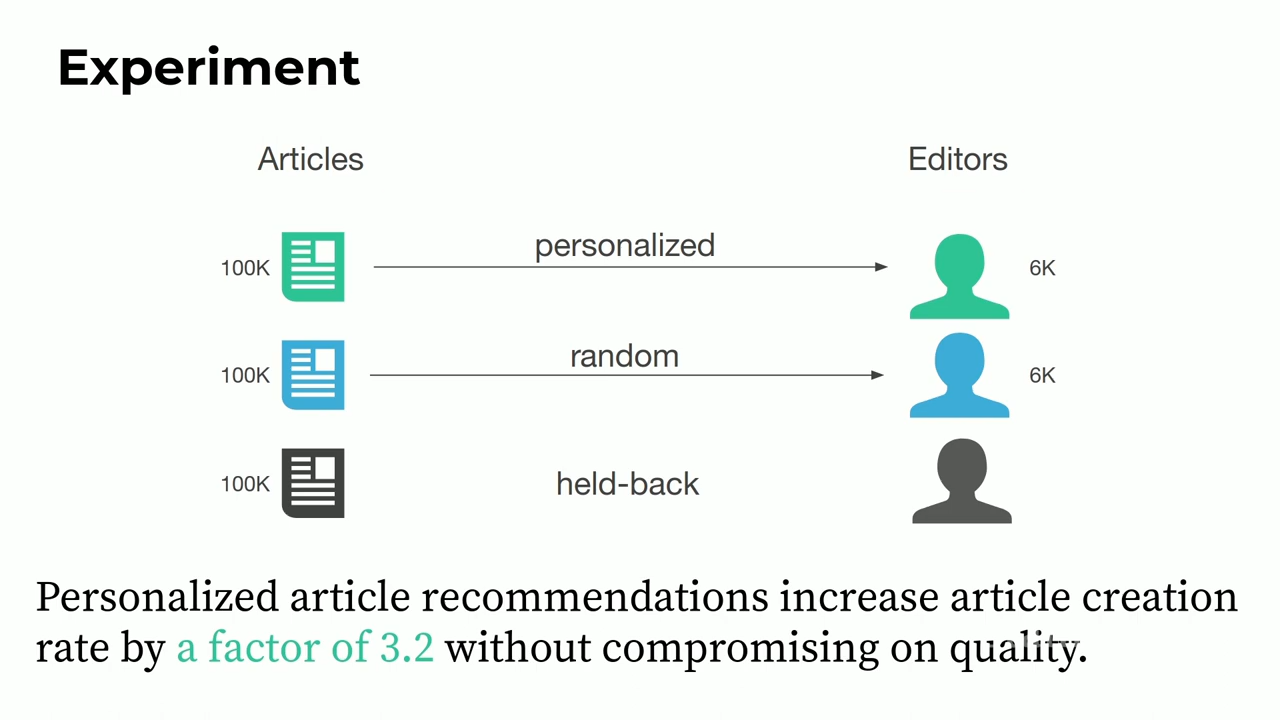 Experiment
Articles
Editors
100K
personalized
6K
100K
random
6K
100K
held-back
Personalized article recommendations increase article creation
rate by a factor of 3.2 without compromising on quality.